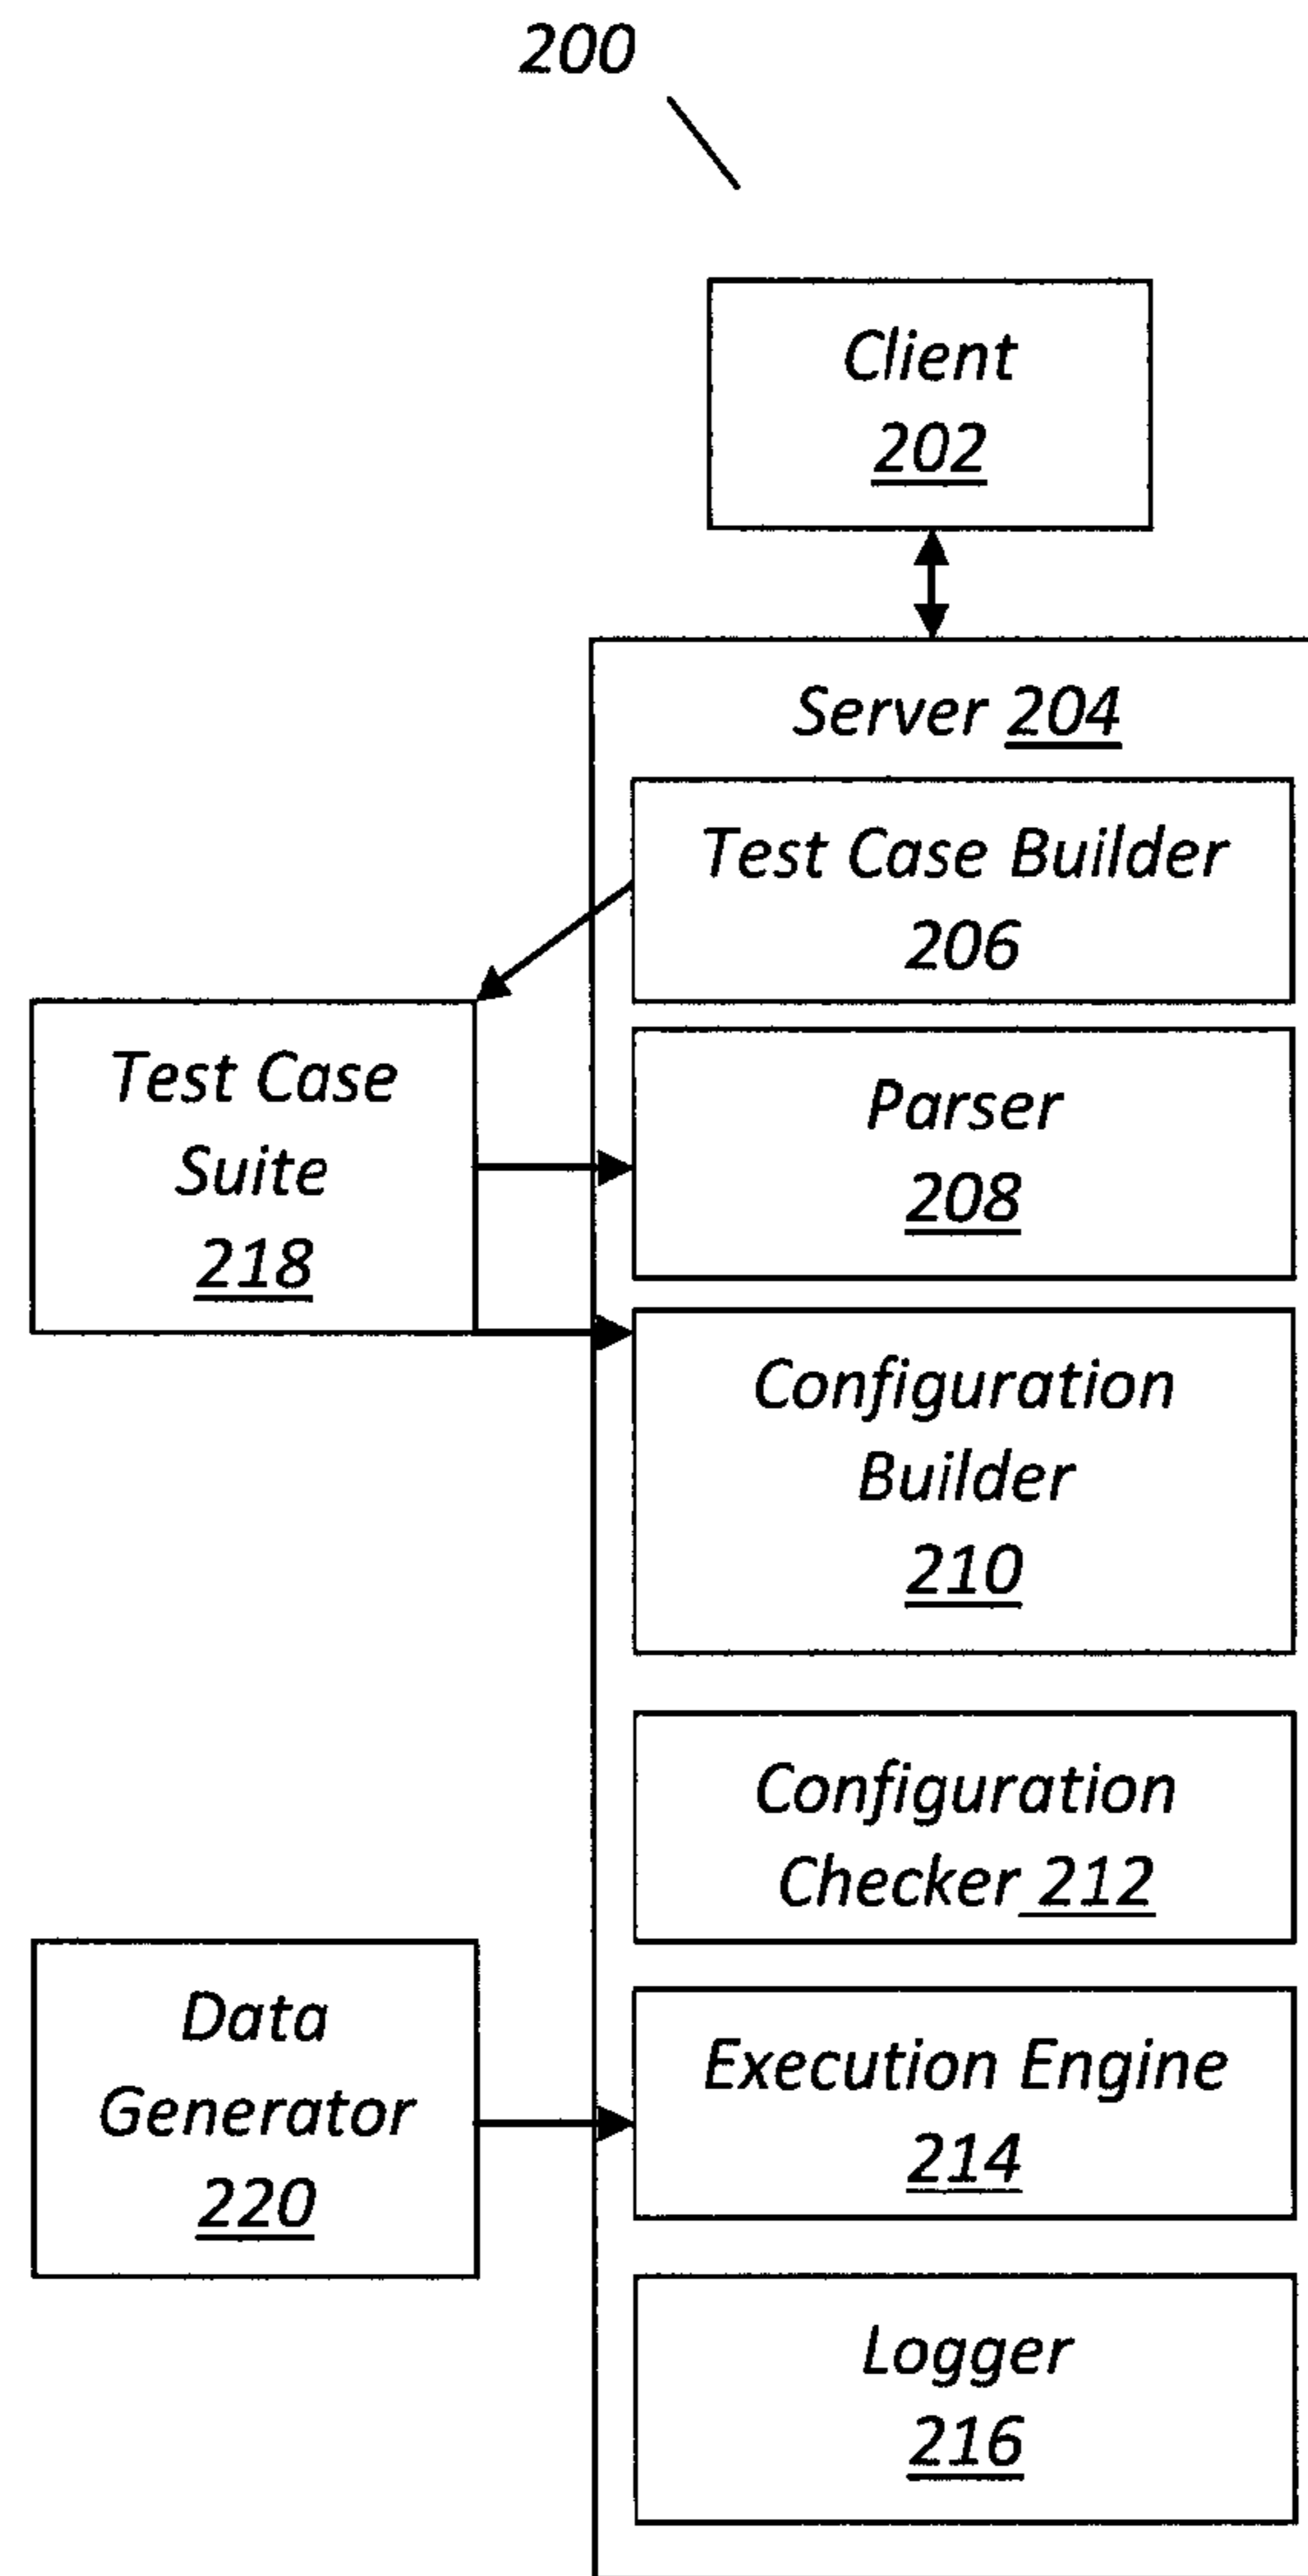 200
Client
202
Server 204
Test Case Builder
206
Test Case
Suite
218
Parser
208
Configuration
Builder
210
Configuration
Checker 212
Data
Generator
220
Execution Engine
214
Logger
216